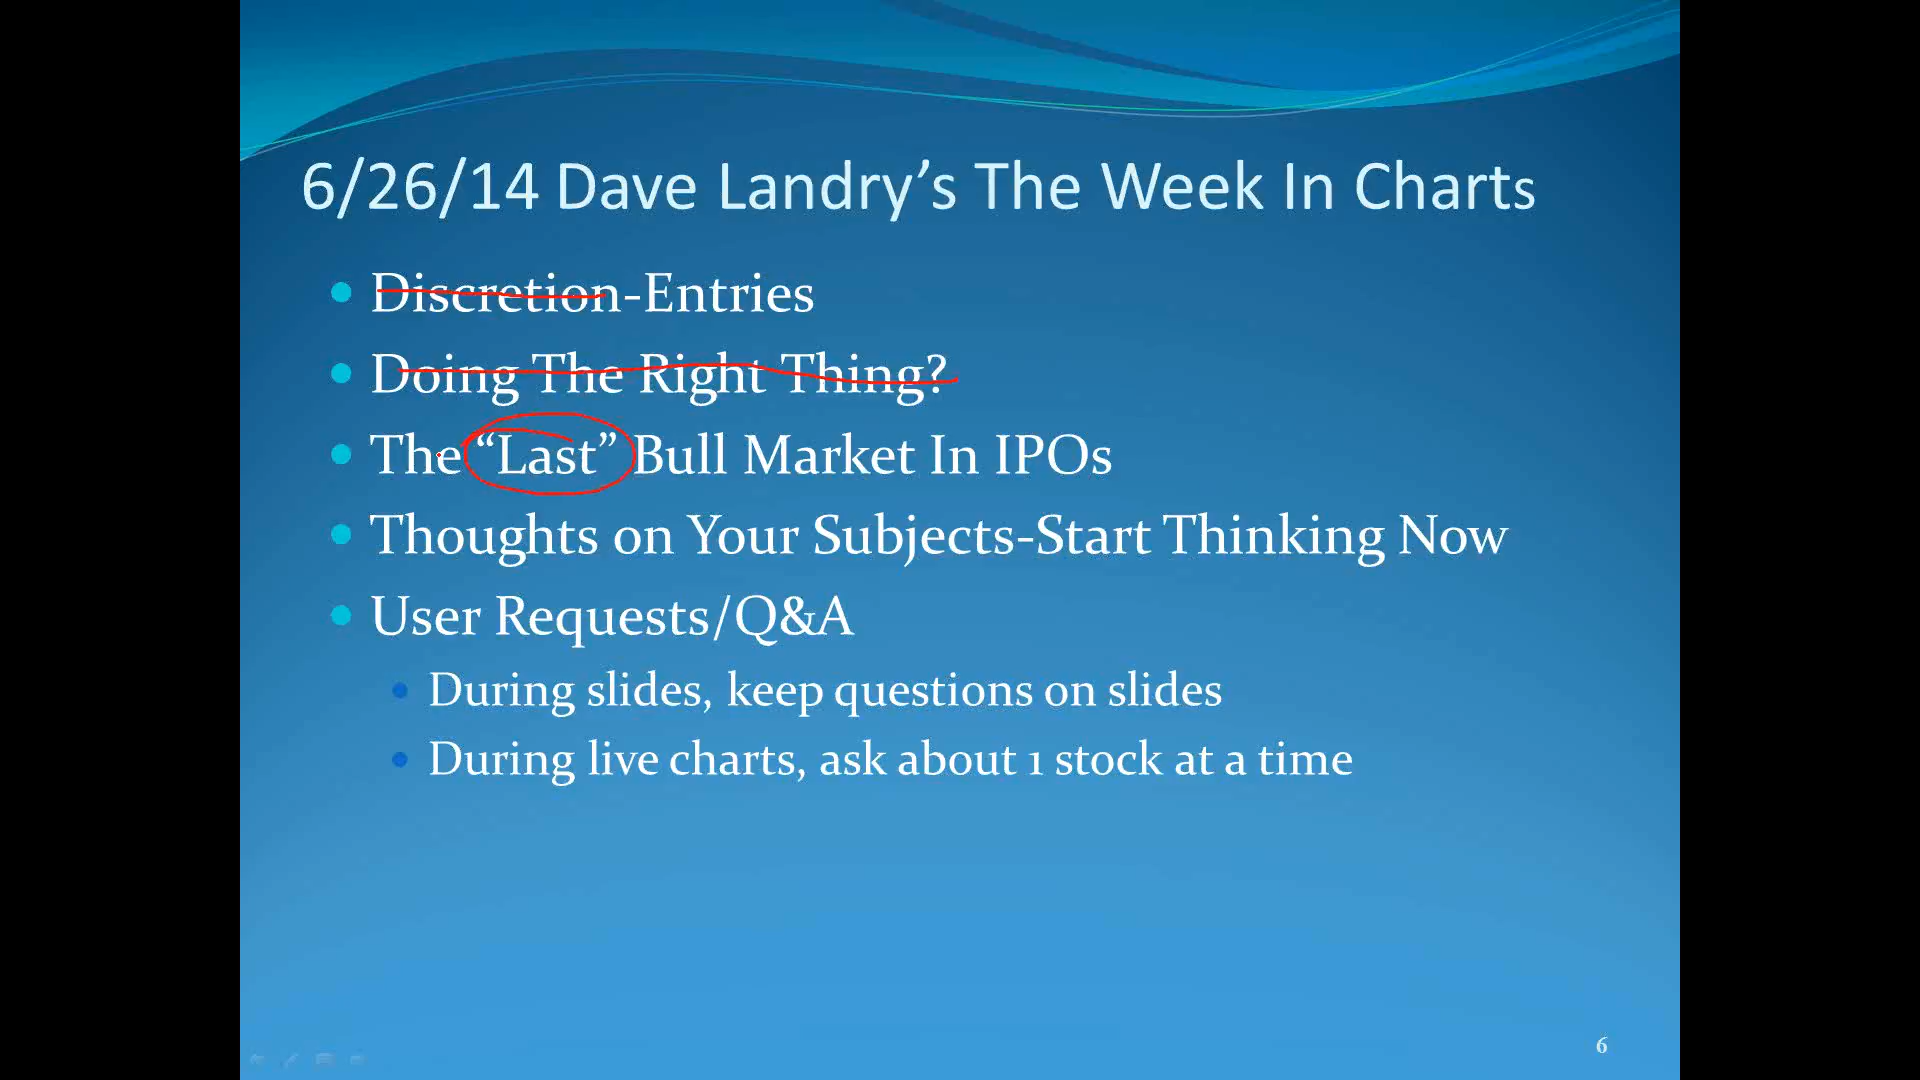 6/26/14 Dave Landry’s The Week In Charts
Discretion-Entries
Doing The Right Thing?
The “Last” Bull Market In IPOs
Thoughts on Your Subjects-Start Thinking Now
User Requests/Q&A
During slides, keep questions on slides
During live charts, ask about 1 stock at a time
6